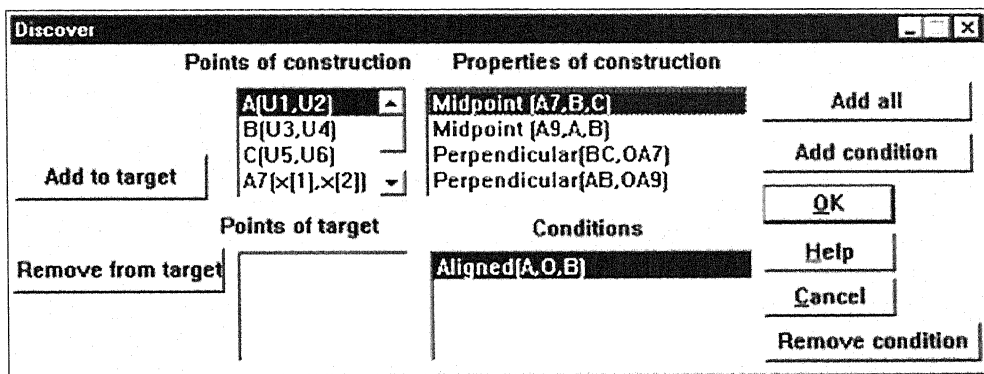 Discover
Points of construction
Properties of construction
A(U1,U2)
B(U3,U4)
C(U5,U6)
A7(x[1],x[2])
Midpoint (A7,B,C)
Midpoint (A9,A,B)
Perpendicular(BC,OA7)
Perpendicular(AB,OA9)
Add all
Add condition
Add to target
OK
Points of target
Conditions
Remove from target
Aligned(A,O,B)
Help
Cancel
Remove condition